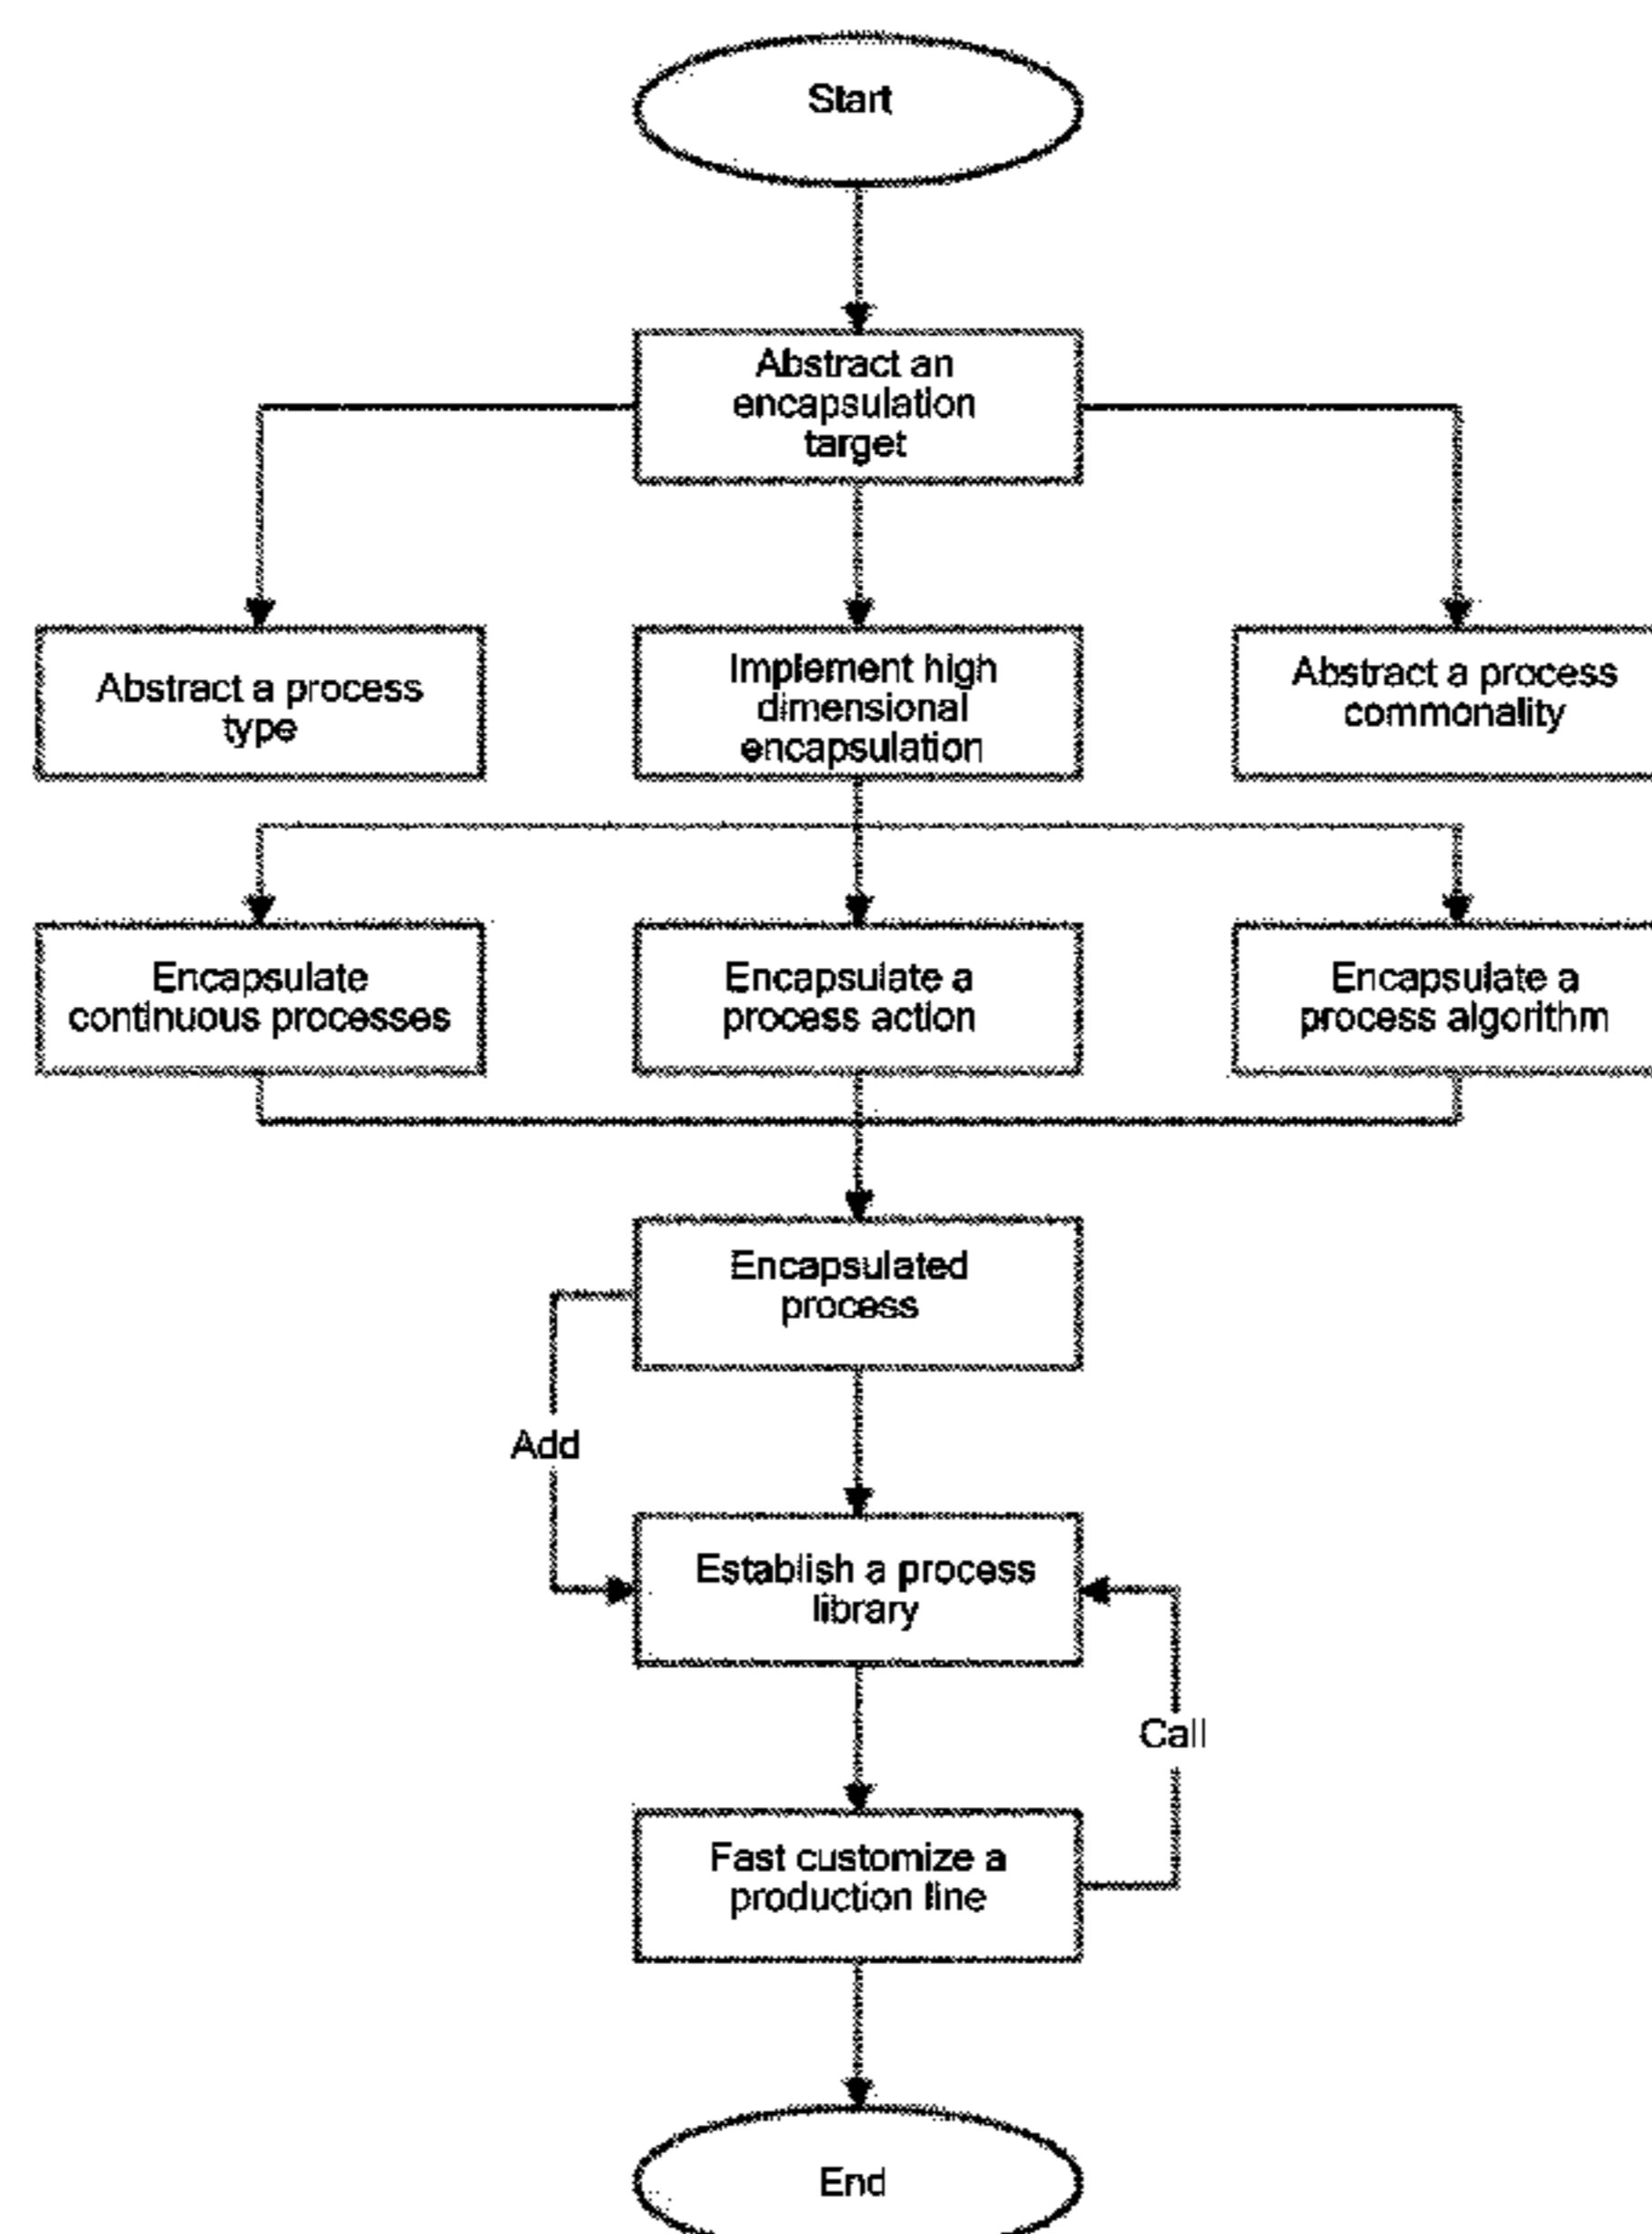 Start
Abstract an
encapsulation
target
Abstract a process
type
Implement high
dimensional
encapsulation
Abstract a process
commonality
Encapsulate
continuous processes
Encapsulate a
process action
Encapsulate a
process algorithm
Encapsulated
process
Add
Establish a process
library
Call
Fast customize a
production line
End